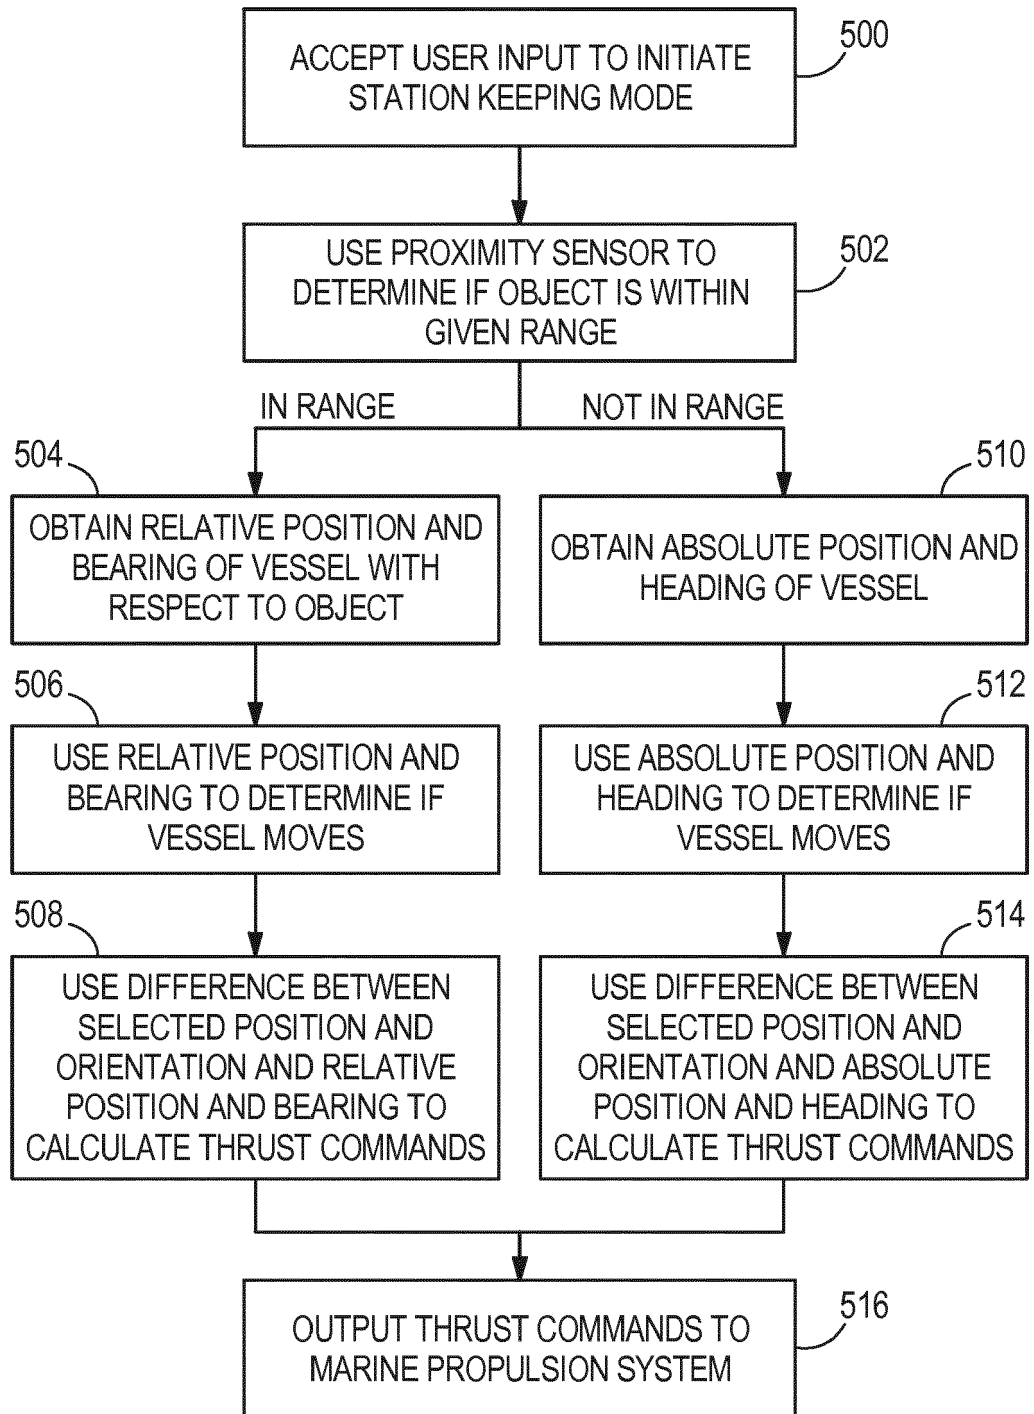 ACCEPT USER INPUT TO INITIATE
STATION KEEPING MODE
500
USE PROXIMITY SENSOR TO
DETERMINE IF OBJECT IS WITHIN
GIVEN RANGE
502
IN RANGE
NOT IN RANGE
504
OBTAIN RELATIVE POSITION AND
BEARING OF VESSEL WITH
RESPECT TO OBJECT
510
OBTAIN ABSOLUTE POSITION AND
HEADING OF VESSEL
506
USE RELATIVE POSITION AND
BEARING TO DETERMINE IF
VESSEL MOVES
512
USE ABSOLUTE POSITION AND
HEADING TO DETERMINE IF
VESSEL MOVES
508
USE DIFFERENCE BETWEEN
SELECTED POSITION AND
ORIENTATION AND RELATIVE
POSITION AND BEARING TO
CALCULATE THRUST COMMANDS
514
USE DIFFERENCE BETWEEN
SELECTED POSITION AND
ORIENTATION AND ABSOLUTE
POSITION AND HEADING TO
CALCULATE THRUST COMMANDS
OUTPUT THRUST COMMANDS TO
MARINE PROPULSION SYSTEM
516